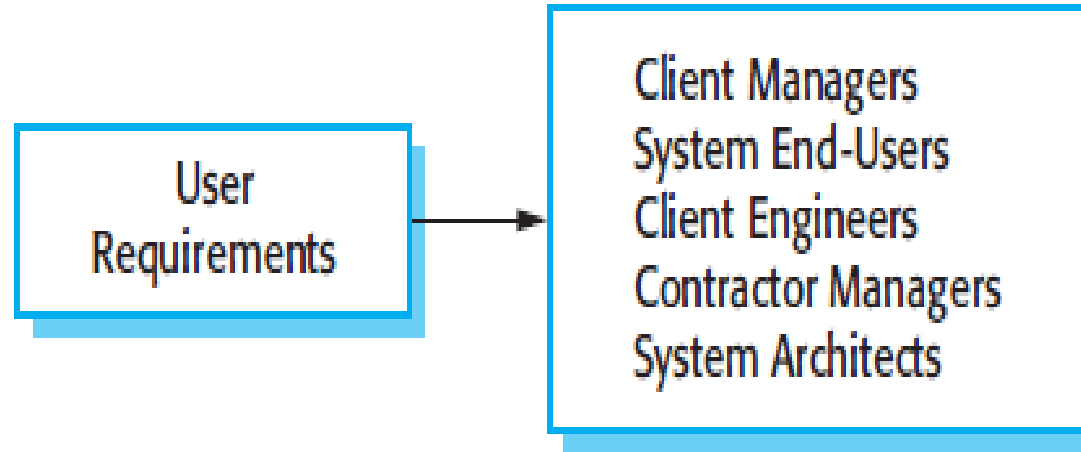 User
Requirements
Client Managers
System End-Users
Client Engineers
Contractor Managers
System Architects